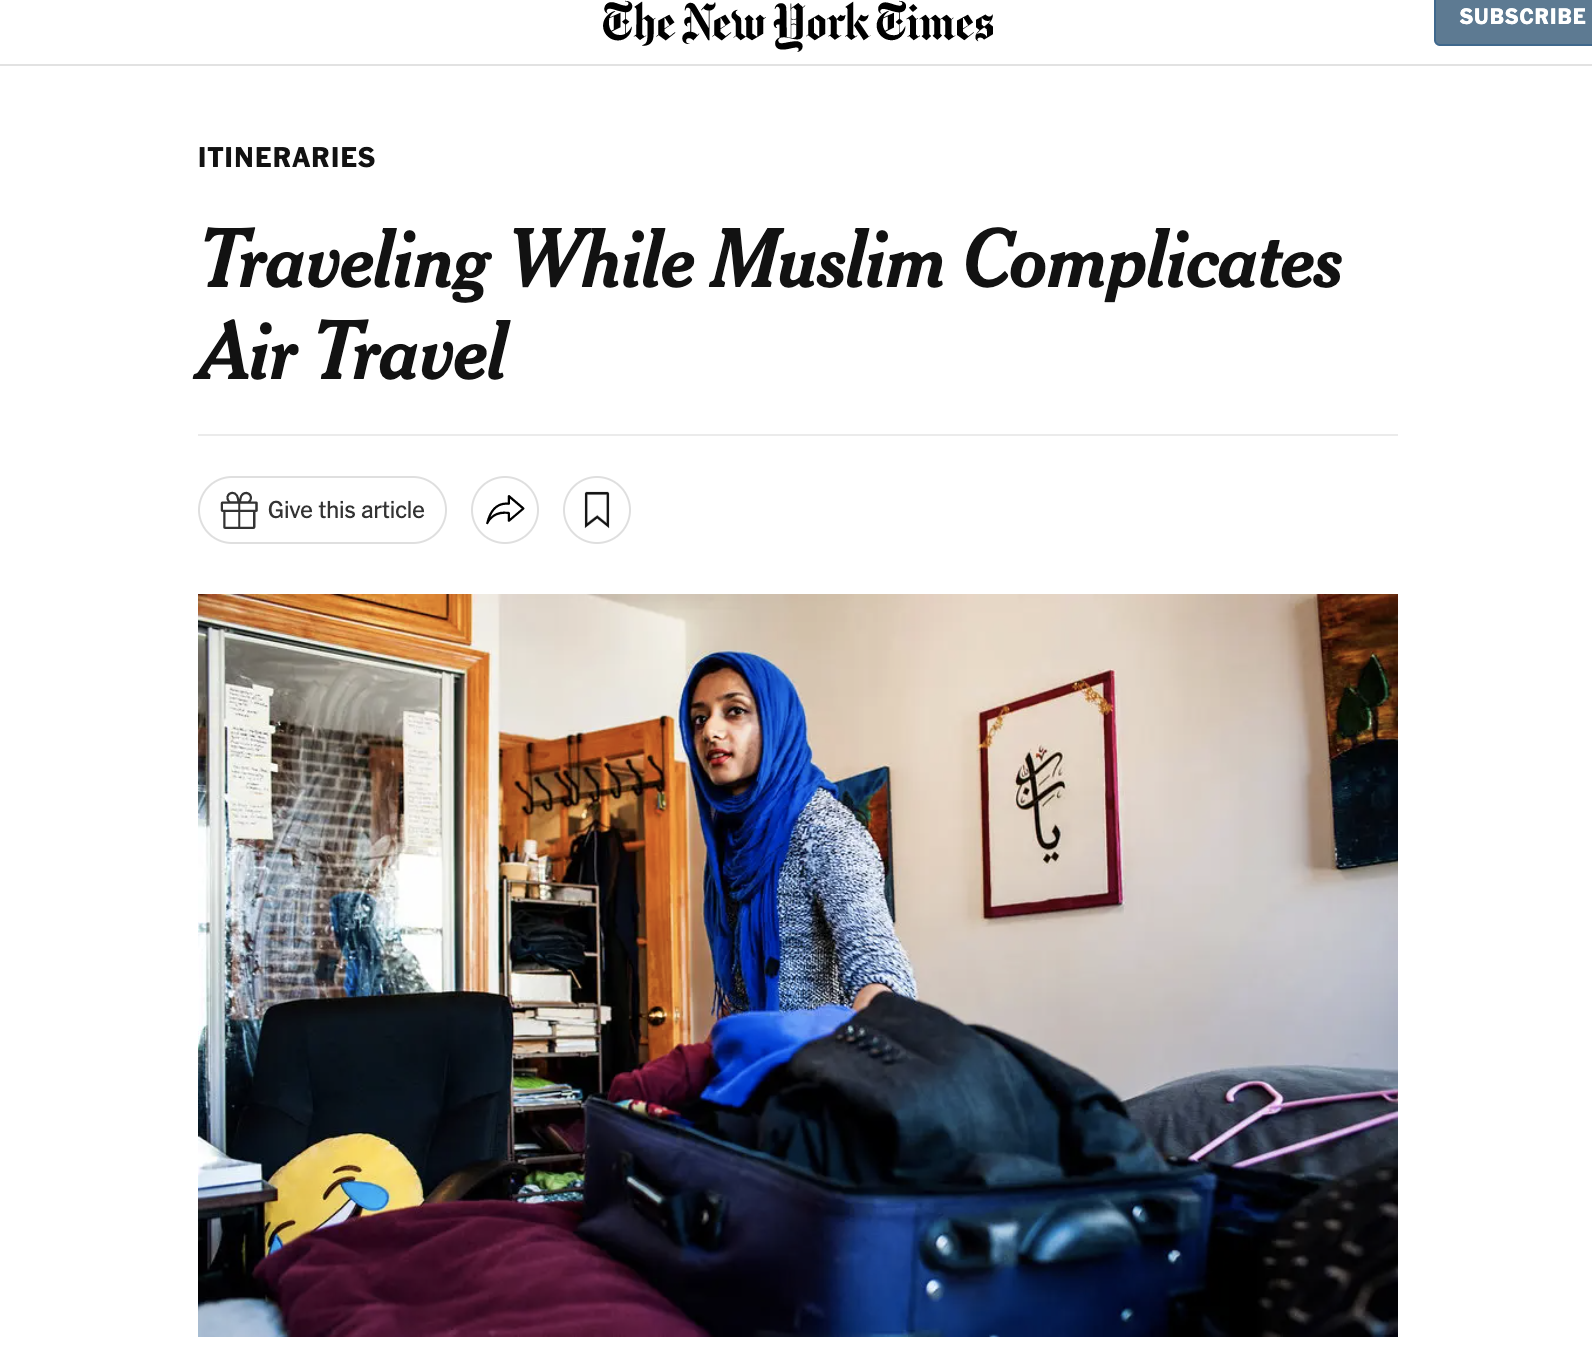 The New York Times
SUBSCRIBE
ITINERARIES
Traveling While Muslim Complicates
Air Travel
Give this article